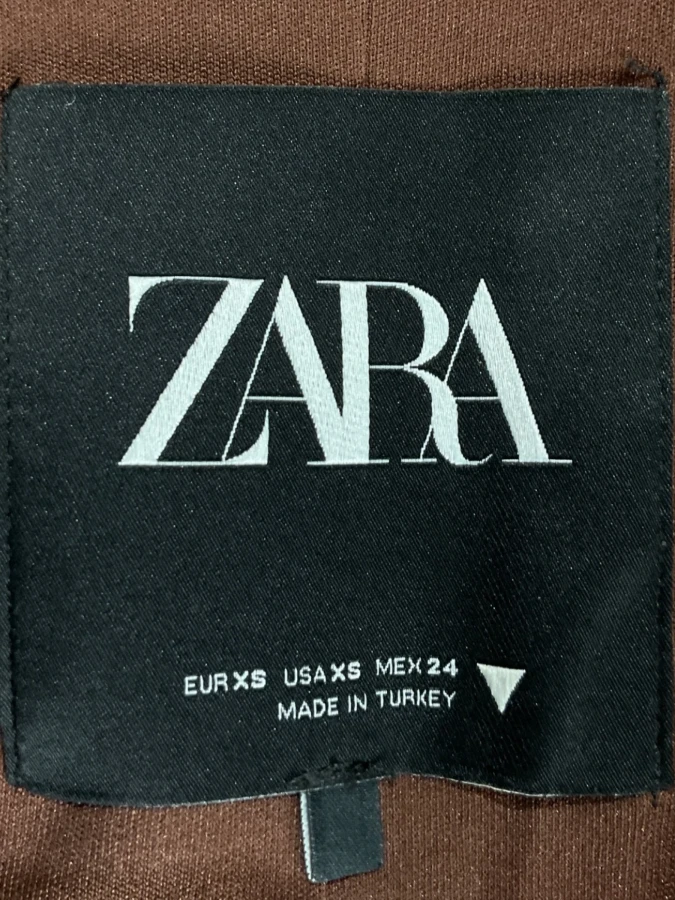 ZARA
EUR XS USA XS MEX 24
MADE IN TURKEY